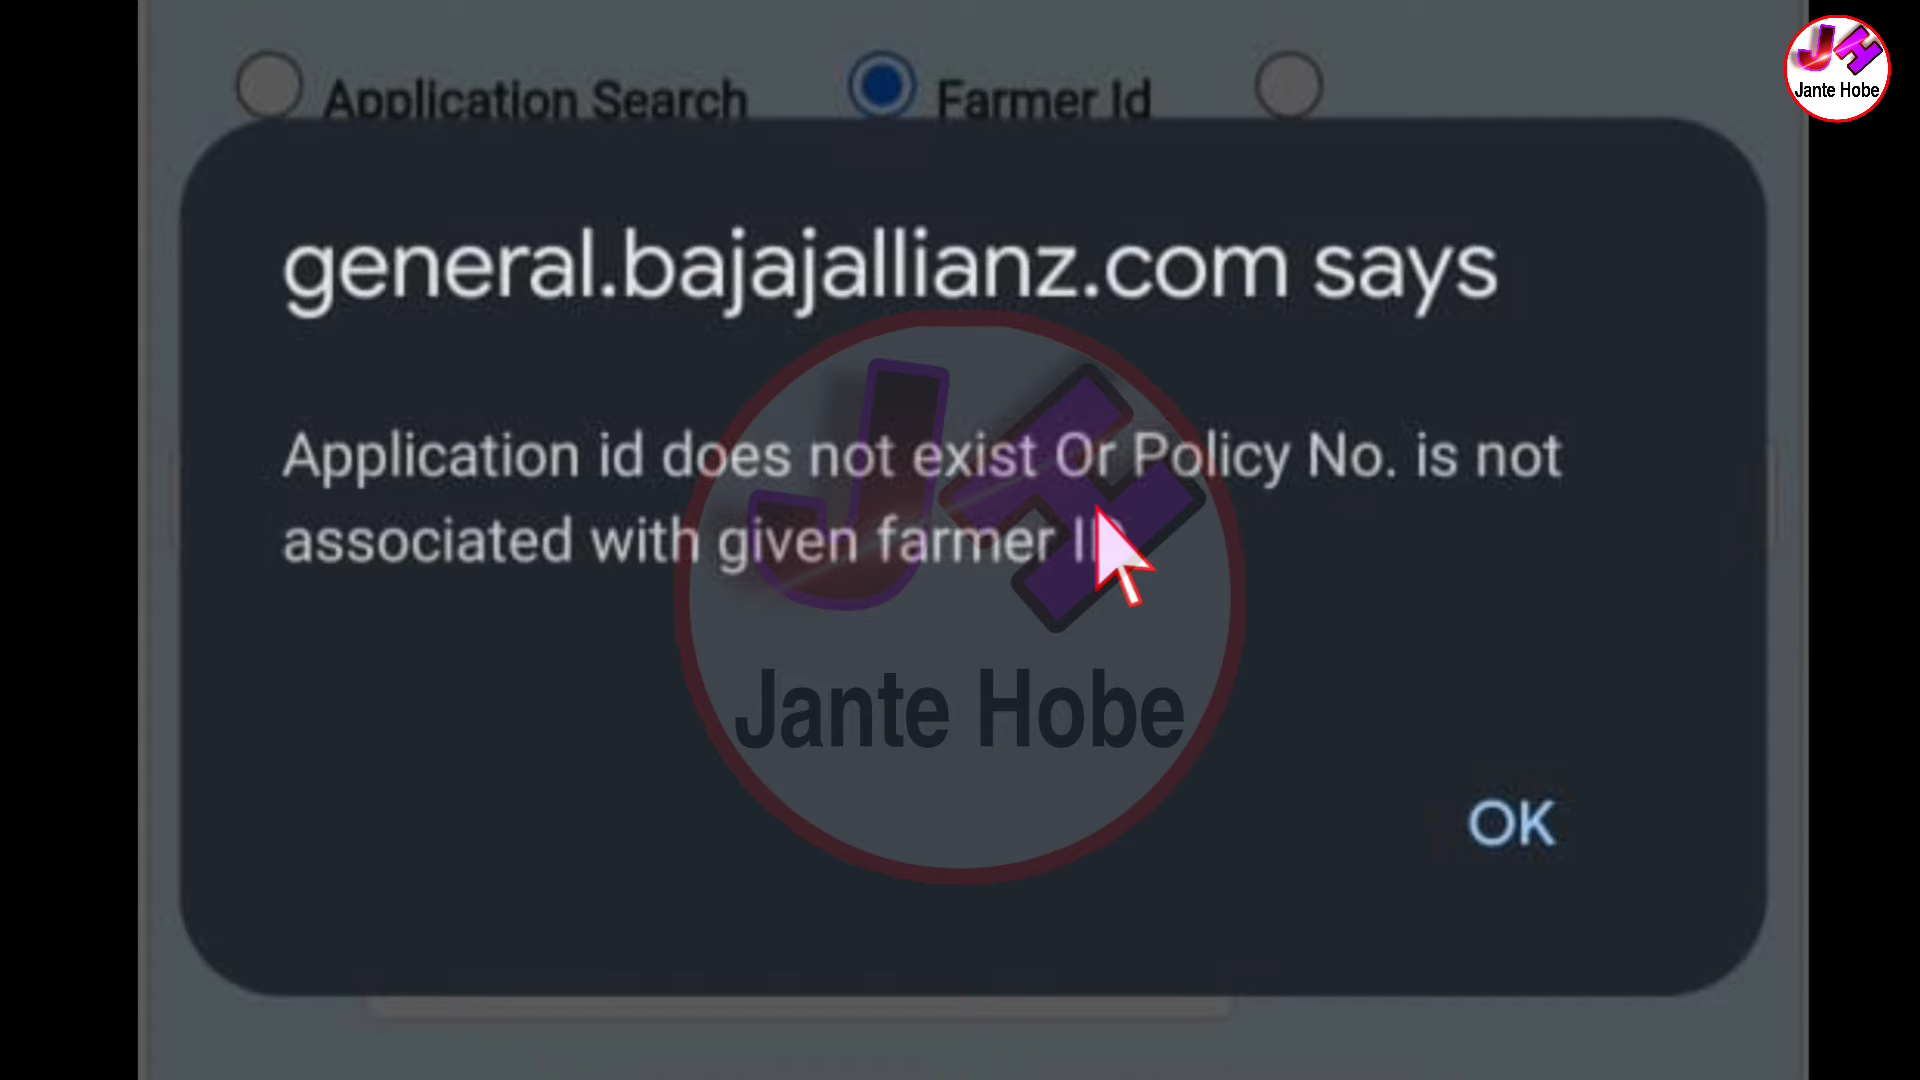 Application Search
Farmer Id
Jante Hobe
general.bajajallianz.com says
Application id does not exist Or Policy No. is not
associated with given farmer
Jante Hobe
OK